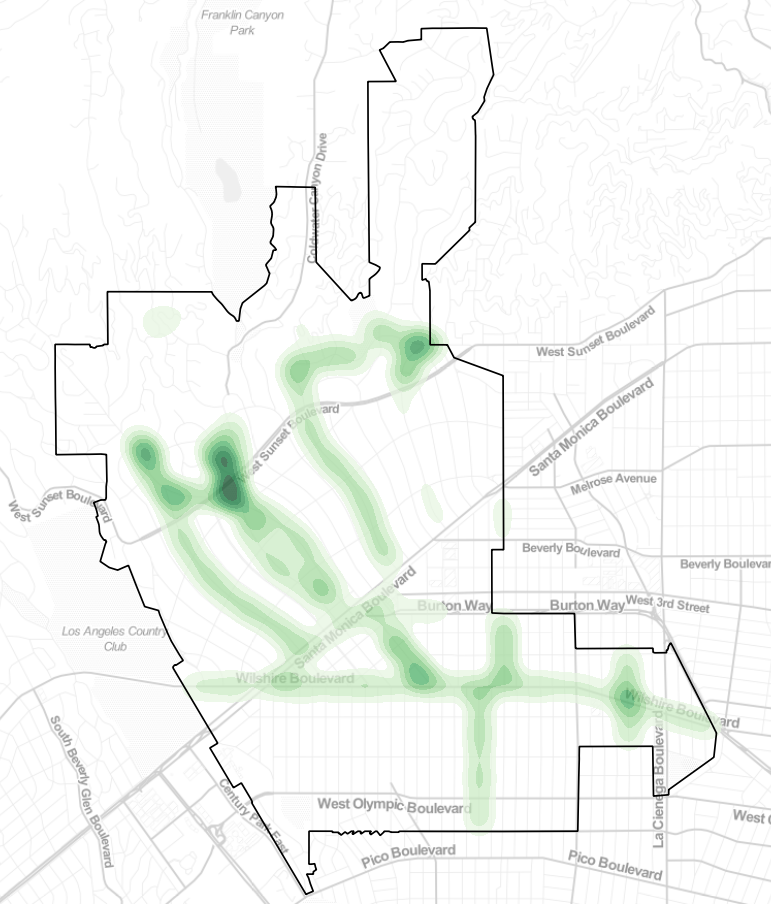 Franklin Canyon
Park
Coldwater Canyon Drive
West Sunset Boulevard
Santa Monica Boulevard
West Sunset Boulevard
Melrose Avenue
West Sunset Boulevard
Beverly Boulevard
Beverly Boulevar
Burton Way
Burton Way
West 3rd Street
Los Angeles Country
Club
Santa Monica Boulevard
Wilshire Boulevard
Wilshire Boulevard
South Beverly Glen Boulevard
Century Park East
West Olympic Boulevard
La Cienega Boulevard
West O
Pico Boulevard
Pico Boulevard